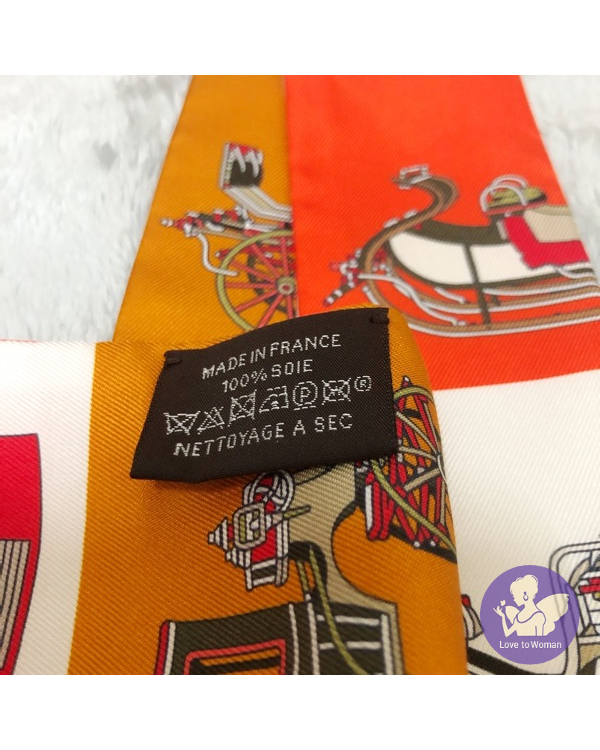 MADE IN FRANCE
100% SOIE
P ®
NETTOYAGE A SEC
Love to Woman